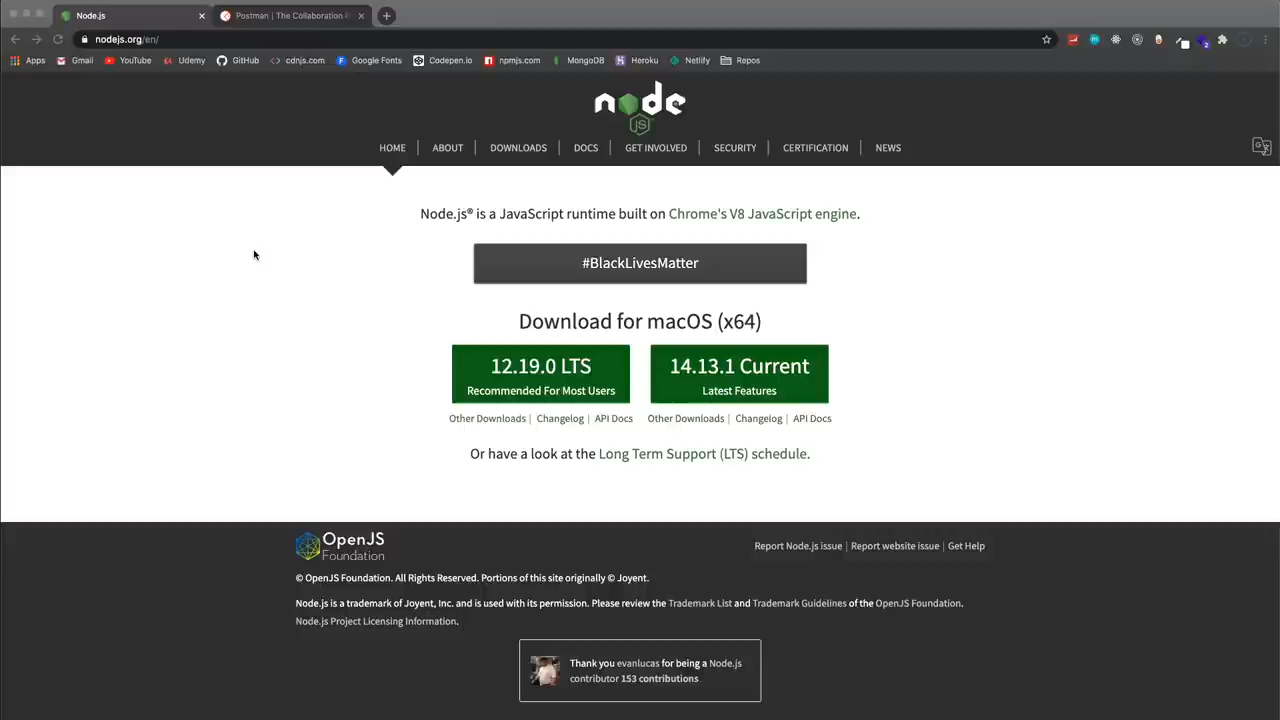 Node.js
Postman | The Collaboration
nodejs.org/en/
Apps Gmail YouTube Udemy GitHub cdnjs.com Google Fonts Codepen.io npmjs.com MongoDB Heroku Netlify Repos
node
JS
HOME | ABOUT | DOWNLOADS | DOCS | GET INVOLVED | SECURITY | CERTIFICATION | NEWS
Node.js® is a JavaScript runtime built on Chrome's V8 JavaScript engine.
#BlackLivesMatter
Download for macOS (x64)
12.19.0 LTS
Recommended For Most Users
14.13.1 Current
Latest Features
Other Downloads | Changelog | API Docs
Other Downloads | Changelog | API Docs
Or have a look at the Long Term Support (LTS) schedule.
OpenJS
Foundation
Report Node.js issue | Report website issue | Get Help
© OpenJS Foundation. All Rights Reserved. Portions of this site originally © Joyent.
Node.js is a trademark of Joyent, Inc. and is used with its permission. Please review the Trademark List and Trademark Guidelines of the OpenJS Foundation.
Node.js Project Licensing Information.
Thank you evanlucas for being a Node.js
contributor 153 contributions